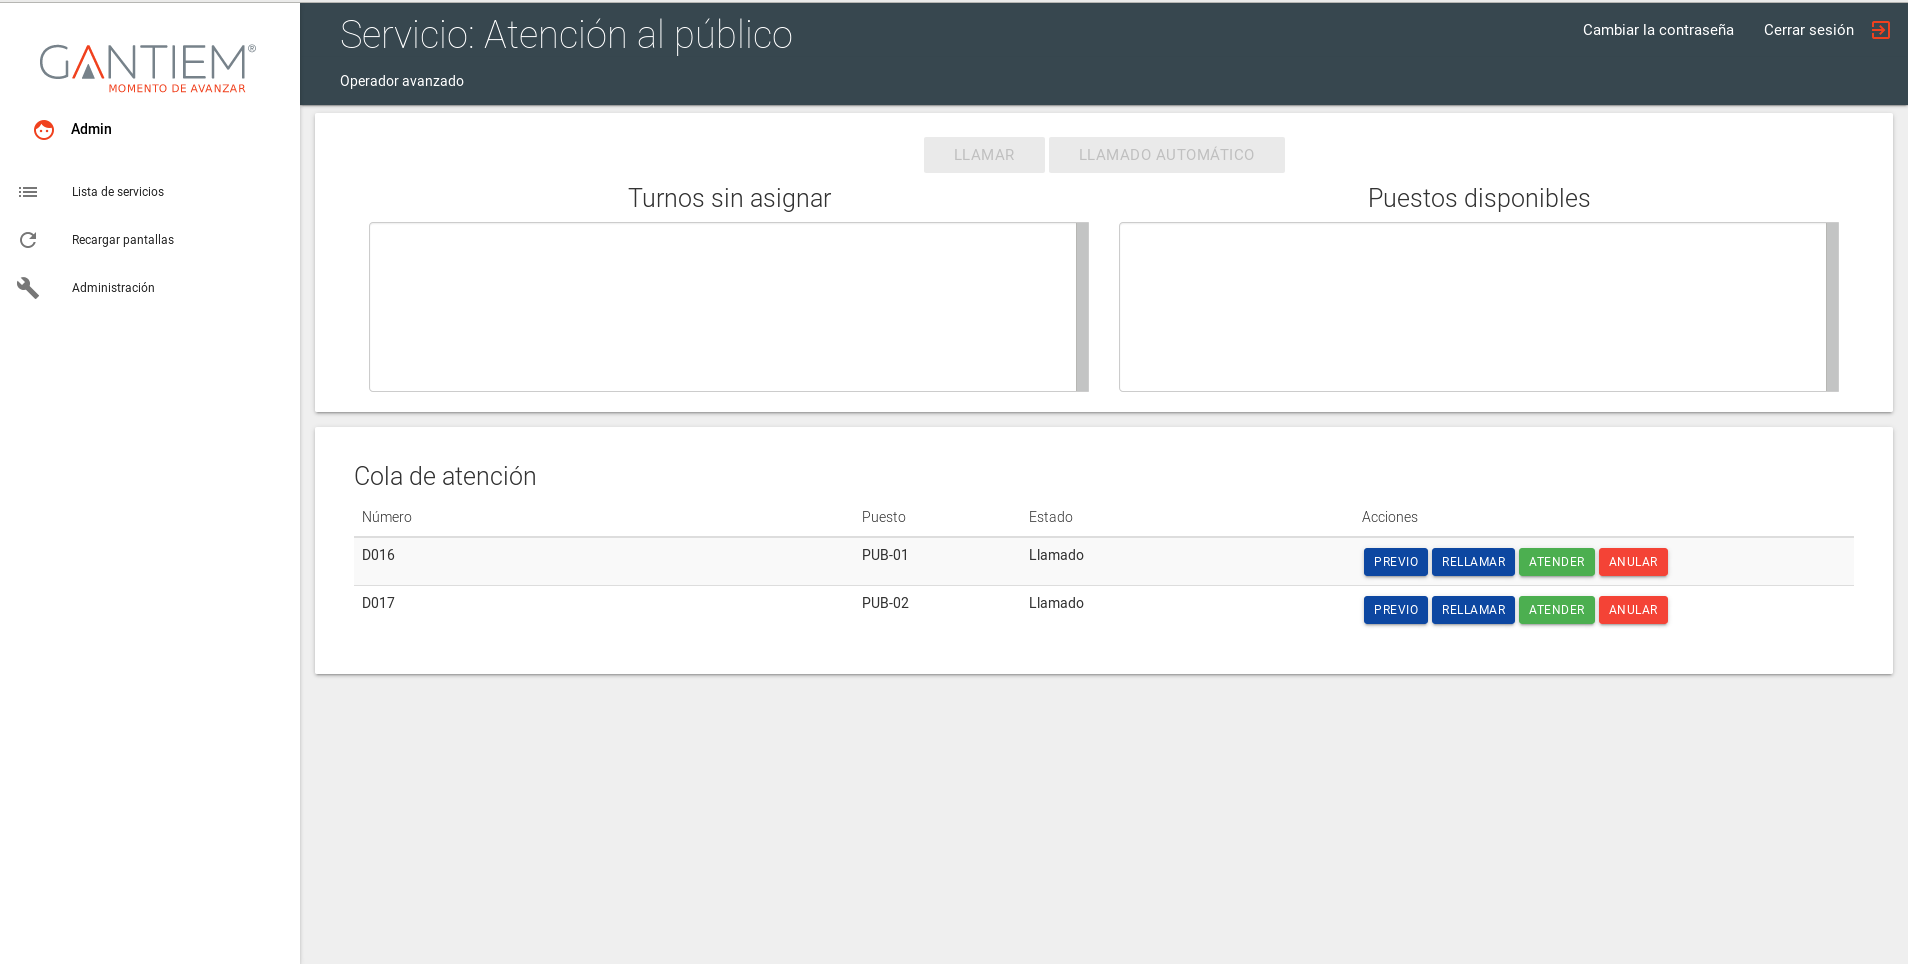 GANTIEM®
MOMENTO DE AVANZAR
Admin
Lista de servicios
Recargar pantallas
Administración
Servicio: Atención al público
Operador avanzado
Cambiar la contraseña Cerrar sesión
LLAMAR LLAMADO AUTOMÁTICO
Turnos sin asignar Puestos disponibles
Cola de atención
Número Puesto Estado Acciones
D016 PUB-01 Llamado PREVIO RELLAMAR ATENDER ANULAR
D017 PUB-02 Llamado PREVIO RELLAMAR ATENDER ANULAR